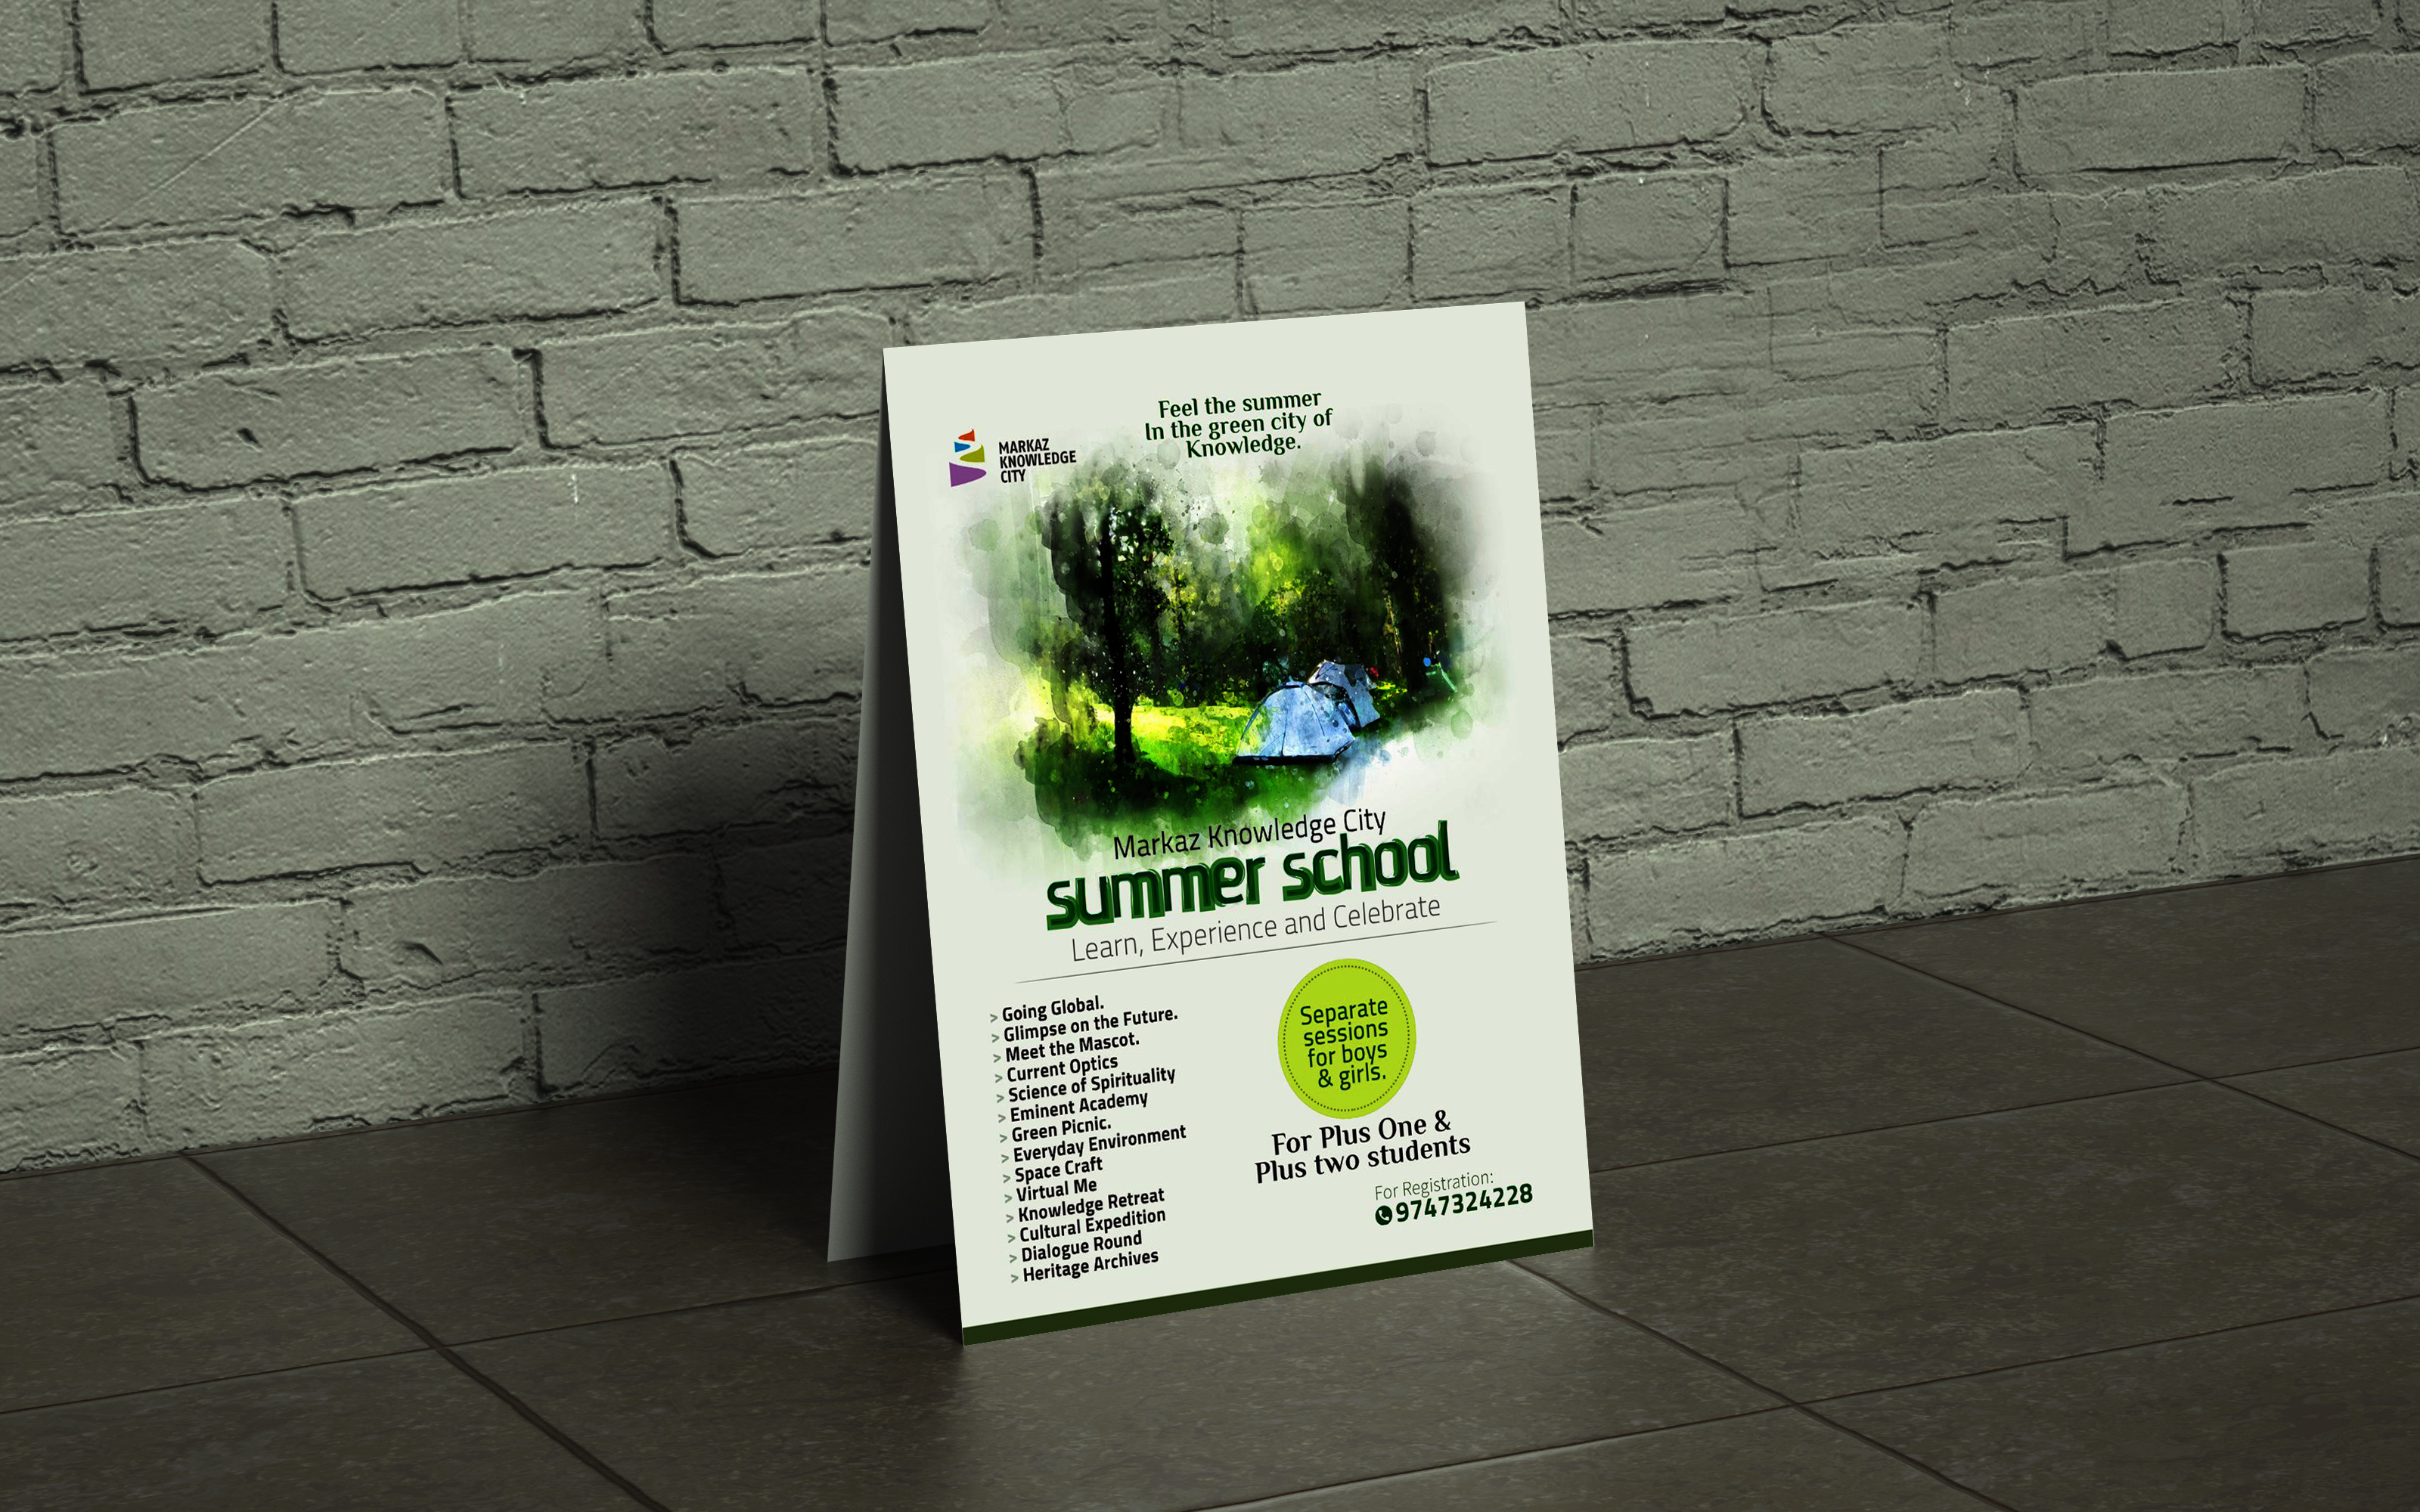 Feel the summer
In the green city of
Knowledge.
MARKAZ
KNOWLEDGE
CITY
Markaz Knowledge City
summer school
Learn, Experience and Celebrate
> Going Global.
> Glimpse on the Future.
> Meet the Mascot.
> Current Optics
> Science of Spirituality
> Eminent Academy
> Green Picnic.
> Everyday Environment
> Space Craft
> Virtual Me
> Knowledge Retreat
> Cultural Expedition
> Dialogue Round
> Heritage Archives
Separate
sessions
for boys
& girls.
For Plus One &
Plus two students
For Registration:
9747324228